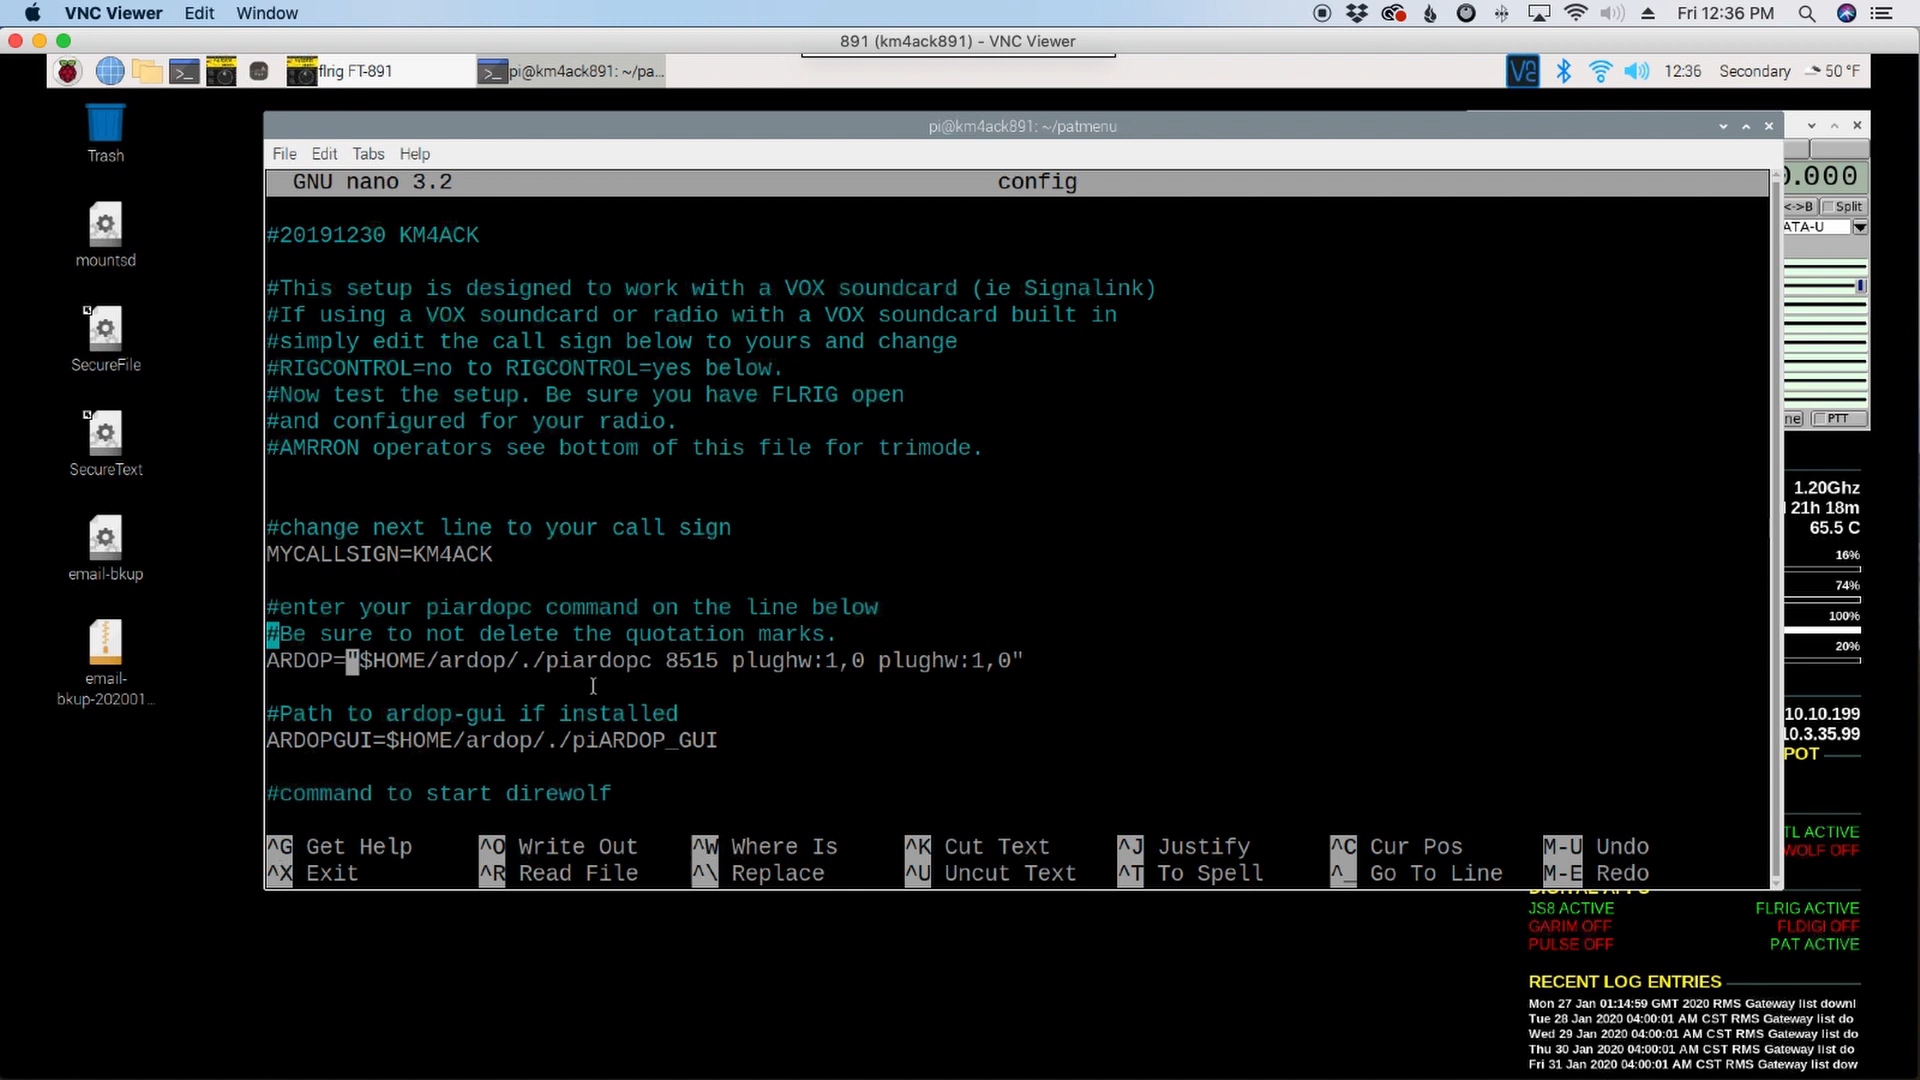 VNC Viewer Edit Window Fri 12:36 PM
891 (km4ack891) - VNC Viewer
flrig FT-891 pi@km4ack891: ~/pa... 12:36 Secondary 50 °F
Trash
mountsd
SecureFile
SecureText
email-bkup
email-
bkup-202001...
pi@km4ack891: ~/patmenu
File Edit Tabs Help
GNU nano 3.2 config
#20191230 KM4ACK
#This setup is designed to work with a VOX soundcard (ie Signalink)
#If using a VOX soundcard or radio with a VOX soundcard built in
#simply edit the call sign below to yours and change
#RIGCONTROL=no to RIGCONTROL=yes below.
#Now test the setup. Be sure you have FLRIG open
#and configured for your radio.
#AMRRON operators see bottom of this file for trimode.
#change next line to your call sign
MYCALLSIGN=KM4ACK
#enter your piardopc command on the line below
#Be sure to not delete the quotation marks.
ARDOP="$HOME/ardop/./piardopc 8515 plughw:1,0 plughw:1,0"
#Path to ardop-gui if installed
ARDOPGUI=$HOME/ardop/./piARDOP_GUI
#command to start direwolf
^G Get Help ^O Write Out ^W Where Is ^K Cut Text ^J Justify ^C Cur Pos M-U Undo
^X Exit ^R Read File ^\ Replace ^U Uncut Text ^T To Spell ^_ Go To Line M-E Redo
0.000
<->B Split
ATA-U
ne PTT
1.20Ghz
21h 18m
65.5 C
16%
74%
100%
20%
10.10.199
10.3.35.99
POT
TL ACTIVE
WOLF OFF
JS8 ACTIVE FLRIG ACTIVE
GARIM OFF FLDIGI OFF
PULSE OFF PAT ACTIVE
RECENT LOG ENTRIES
Mon 27 Jan 01:14:59 GMT 2020 RMS Gateway list downl
Tue 28 Jan 2020 04:00:01 AM CST RMS Gateway list do
Wed 29 Jan 2020 04:00:01 AM CST RMS Gateway list do
Thu 30 Jan 2020 04:00:01 AM CST RMS Gateway list do
Fri 31 Jan 2020 04:00:01 AM CST RMS Gateway list dow